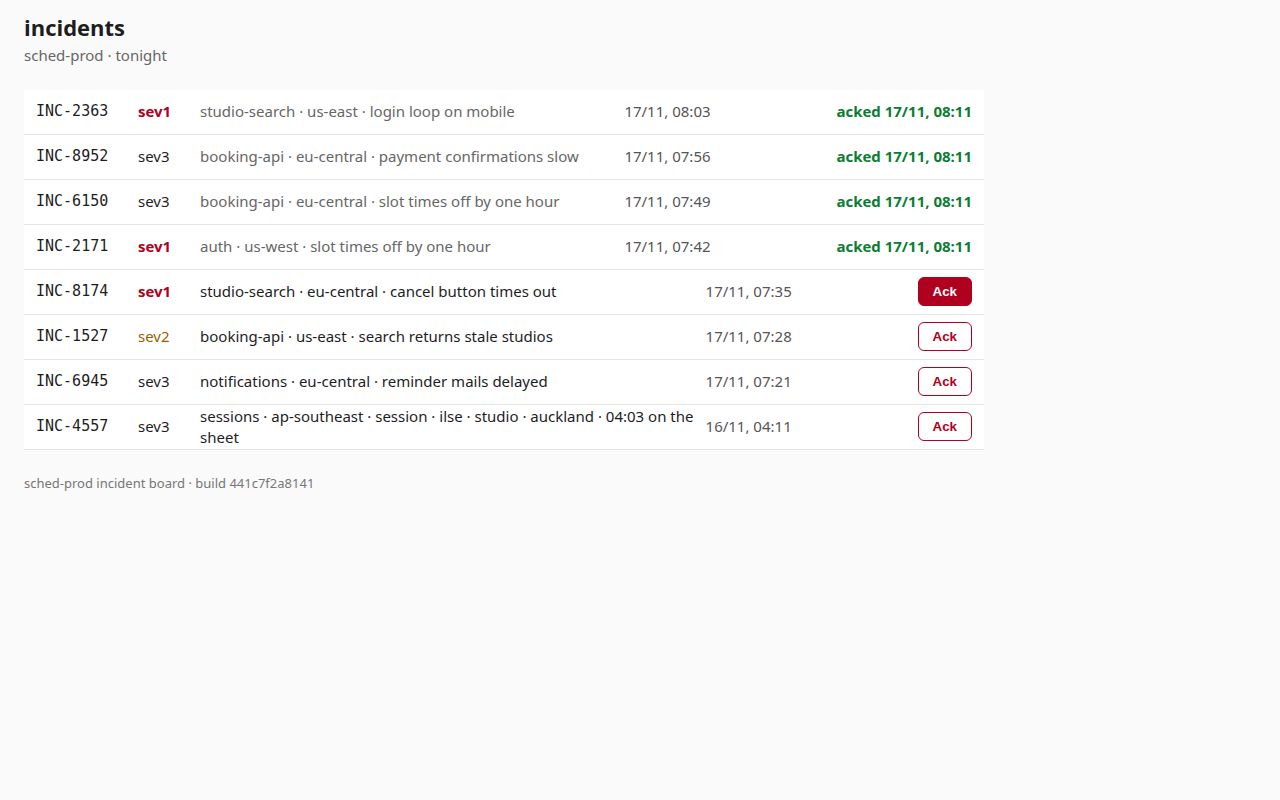 incidents
sched-prod · tonight
INC-2363 sev1 studio-search · us-east · login loop on mobile 17/11, 08:03 acked 17/11, 08:11
INC-8952 sev3 booking-api · eu-central · payment confirmations slow 17/11, 07:56 acked 17/11, 08:11
INC-6150 sev3 booking-api · eu-central · slot times off by one hour 17/11, 07:49 acked 17/11, 08:11
INC-2171 sev1 auth · us-west · slot times off by one hour 17/11, 07:42 acked 17/11, 08:11
INC-8174 sev1 studio-search · eu-central · cancel button times out 17/11, 07:35 Ack
INC-1527 sev2 booking-api · us-east · search returns stale studios 17/11, 07:28 Ack
INC-6945 sev3 notifications · eu-central · reminder mails delayed 17/11, 07:21 Ack
INC-4557 sev3 sessions · ap-southeast · session · ilse · studio · auckland · 04:03 on the 16/11, 04:11 Ack
sheet
sched-prod incident board · build 441c7f2a8141